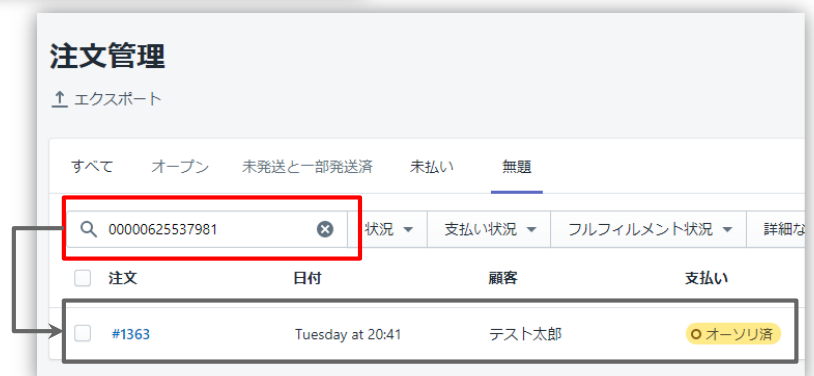 注文管理
エクスポート
すべて オープン 未発送と一部発送済 未払い 無題
00000625537981 状況 支払い状況 フルフィルメント状況 詳細な
注文 日付 顧客 支払い
#1363 Tuesday at 20:41 テスト太郎 オーソリ済